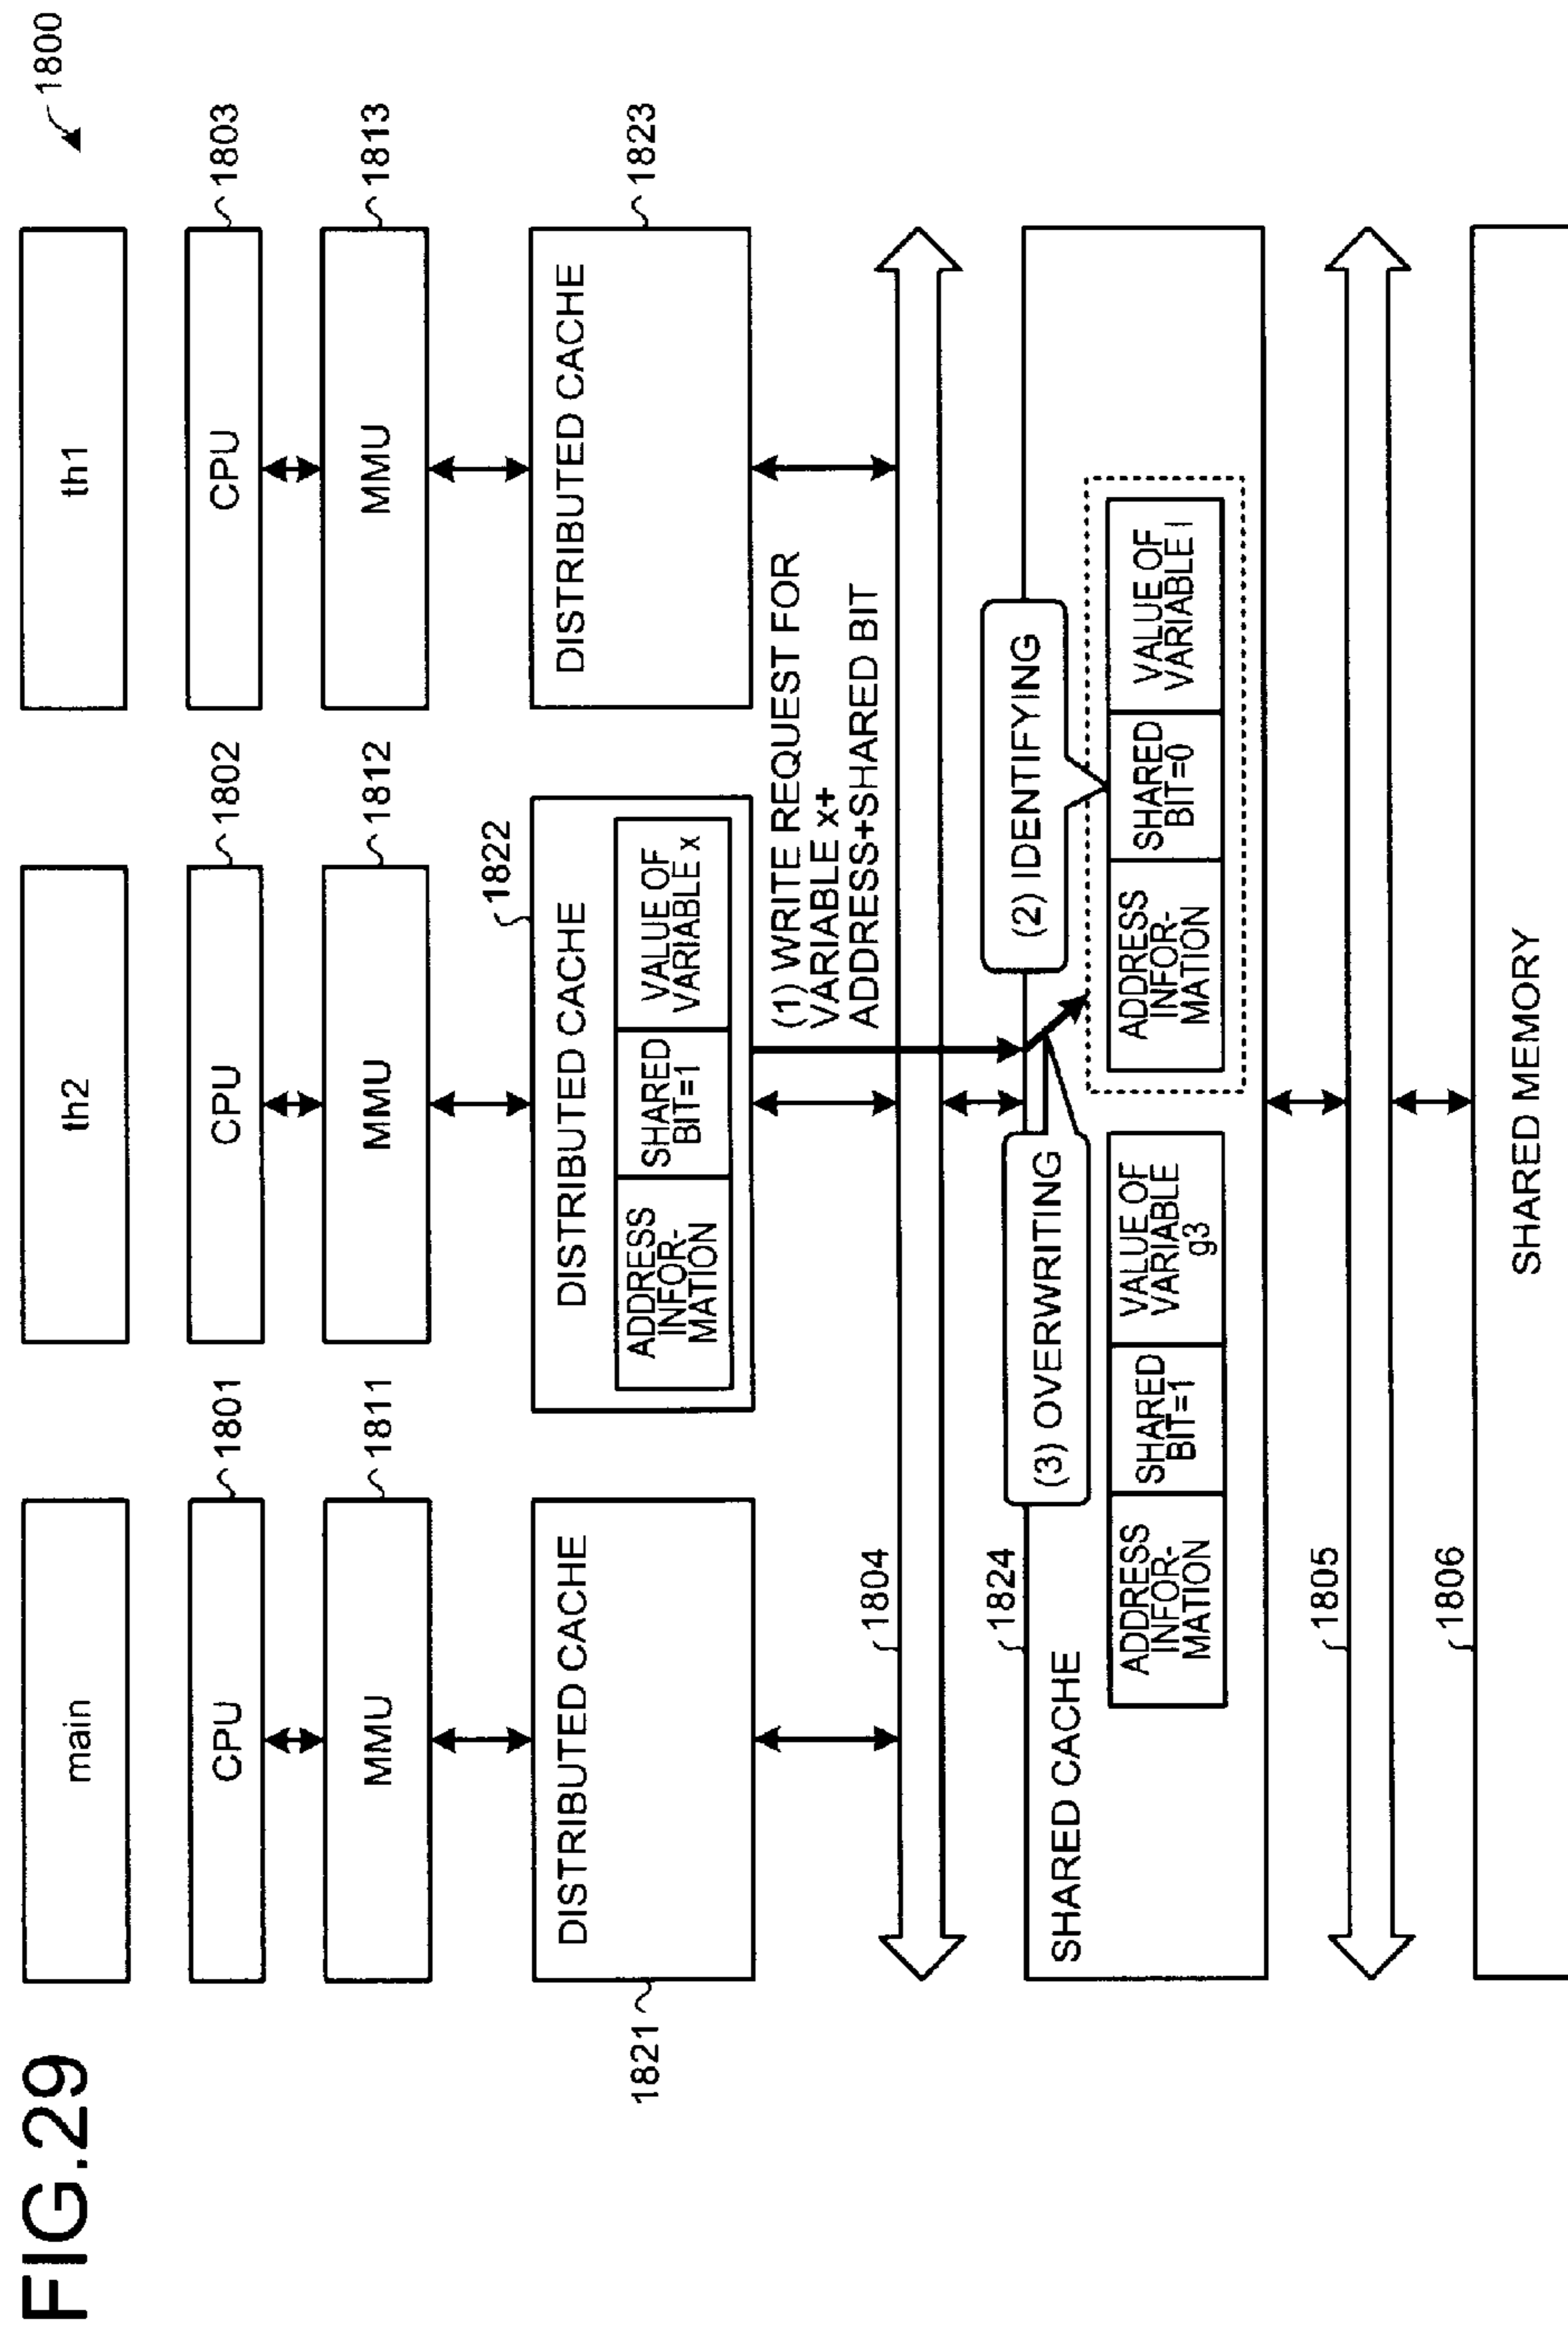 FIG.29
1800
main
th2
th1
CPU
1801
CPU
1802
CPU
1803
MMU
1811
MMU
1812
MMU
1813
1821
DISTRIBUTED CACHE
DISTRIBUTED CACHE
1822
ADDRESS
INFOR-
MATION
SHARED
BIT=1
VALUE OF
VARIABLE x
DISTRIBUTED CACHE
1823
(1) WRITE REQUEST FOR
VARIABLE x+
ADDRESS+SHARED BIT
1804
1824
SHARED CACHE
(3) OVERWRITING
(2) IDENTIFYING
ADDRESS
INFOR-
MATION
SHARED
BIT=1
VALUE OF
VARIABLE
g3
ADDRESS
INFOR-
MATION
SHARED
BIT=0
VALUE OF
VARIABLE l
1805
1806
SHARED MEMORY